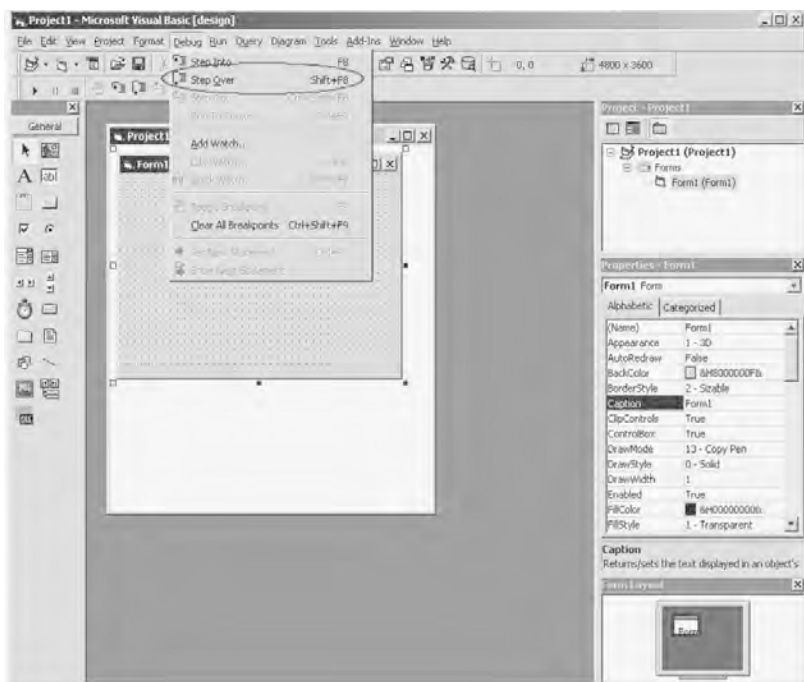 Project1 - Microsoft Visual Basic [design]
File Edit View Project Format Debug Run Query Diagram Tools Add-Ins Window Help
Step Into F8
Step Over Shift+F8
0, 0
4800 x 3600
Add Watch...
Clear All Breakpoints Ctrl+Shift+F9
General
A
abl
Project1
Form1
Project - Project1
Project1 (Project1)
Forms
Form1 (Form1)
Properties - Form1
Form1 Form
Alphabetic Categorized
(Name) Form1
Appearance 1 - 3D
AutoRedraw False
BackColor &H8000000F&
BorderStyle 2 - Sizable
Caption Form1
ClipControls True
ControlBox True
DrawMode 13 - Copy Pen
DrawStyle 0 - Solid
DrawWidth 1
Enabled True
FillColor &H00000000&
FillStyle 1 - Transparent
Caption
Returns/sets the text displayed in an object's
Form Layout
Form